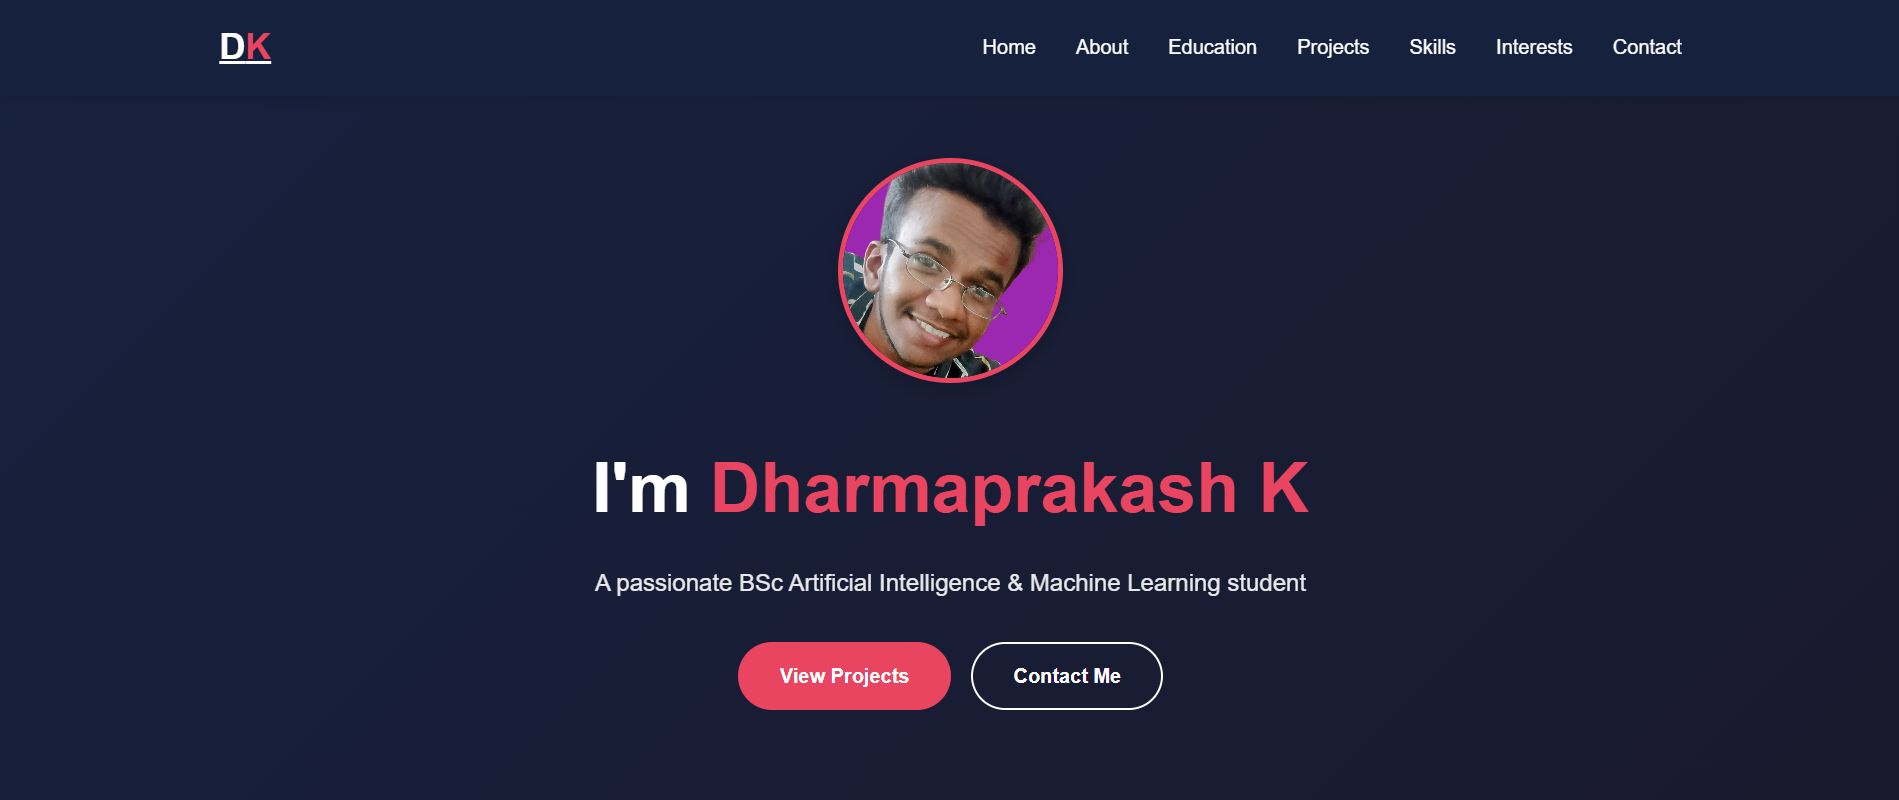 DK
Home About Education Projects Skills Interests Contact
I'm Dharmaprakash K
A passionate BSc Artificial Intelligence & Machine Learning student
View Projects Contact Me